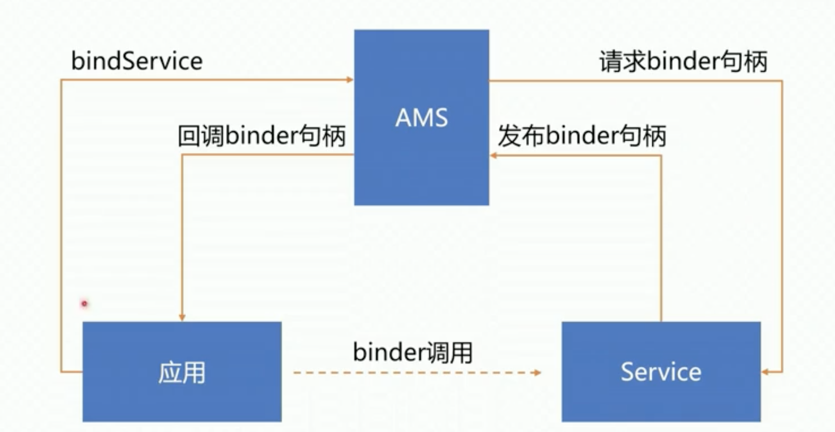 bindService
请求binder句柄
AMS
回调binder句柄
发布binder句柄
binder调用
应用
Service